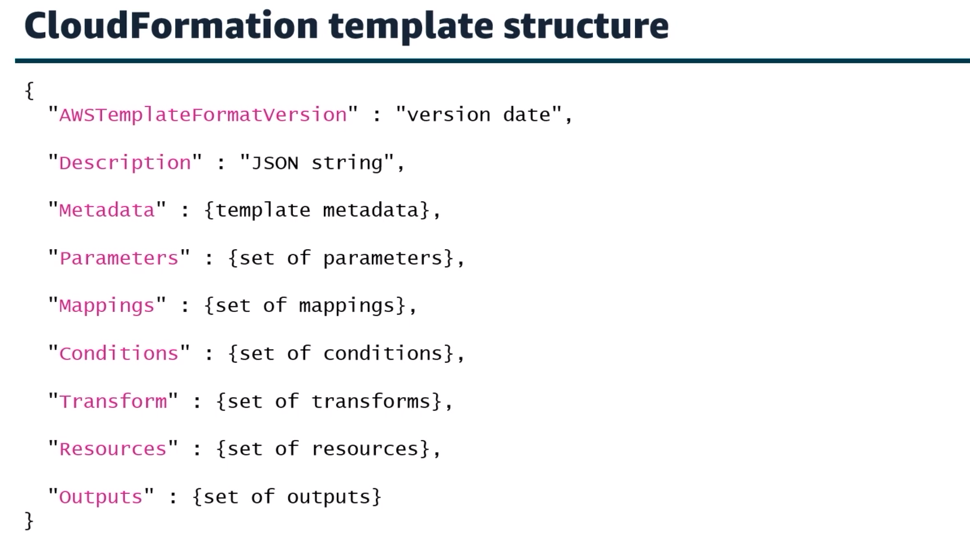 CloudFormation template structure
{
"AWSTemplateFormatVersion" : "version date",
"Description" : "JSON string",
"Metadata" : {template metadata},
"Parameters" : {set of parameters},
"Mappings" : {set of mappings},
"Conditions" : {set of conditions},
"Transform" : {set of transforms},
"Resources" : {set of resources},
"Outputs" : {set of outputs}
}